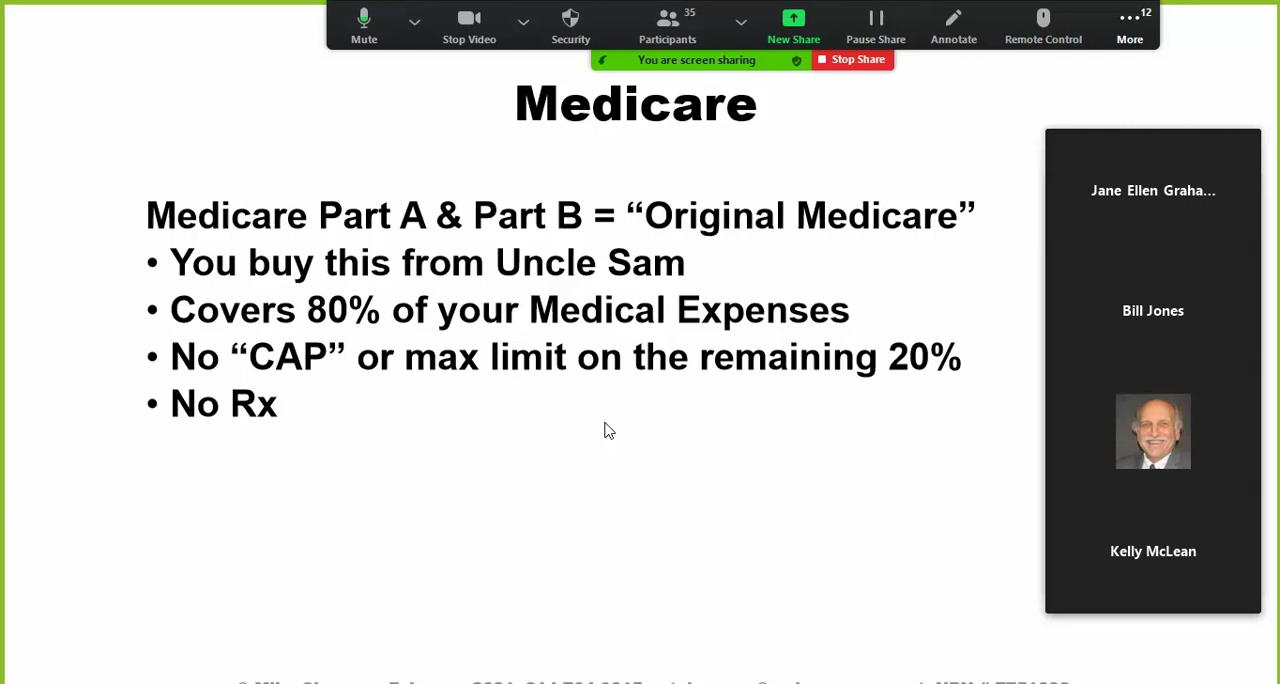 Mute
Stop Video
Security
35
Participants
New Share
Pause Share
Annotate
Remote Control
12
More
You are screen sharing
Stop Share
Medicare
Medicare Part A & Part B = “Original Medicare”
• You buy this from Uncle Sam
• Covers 80% of your Medical Expenses
• No “CAP” or max limit on the remaining 20%
• No Rx
Jane Ellen Graha...
Bill Jones
Kelly McLean